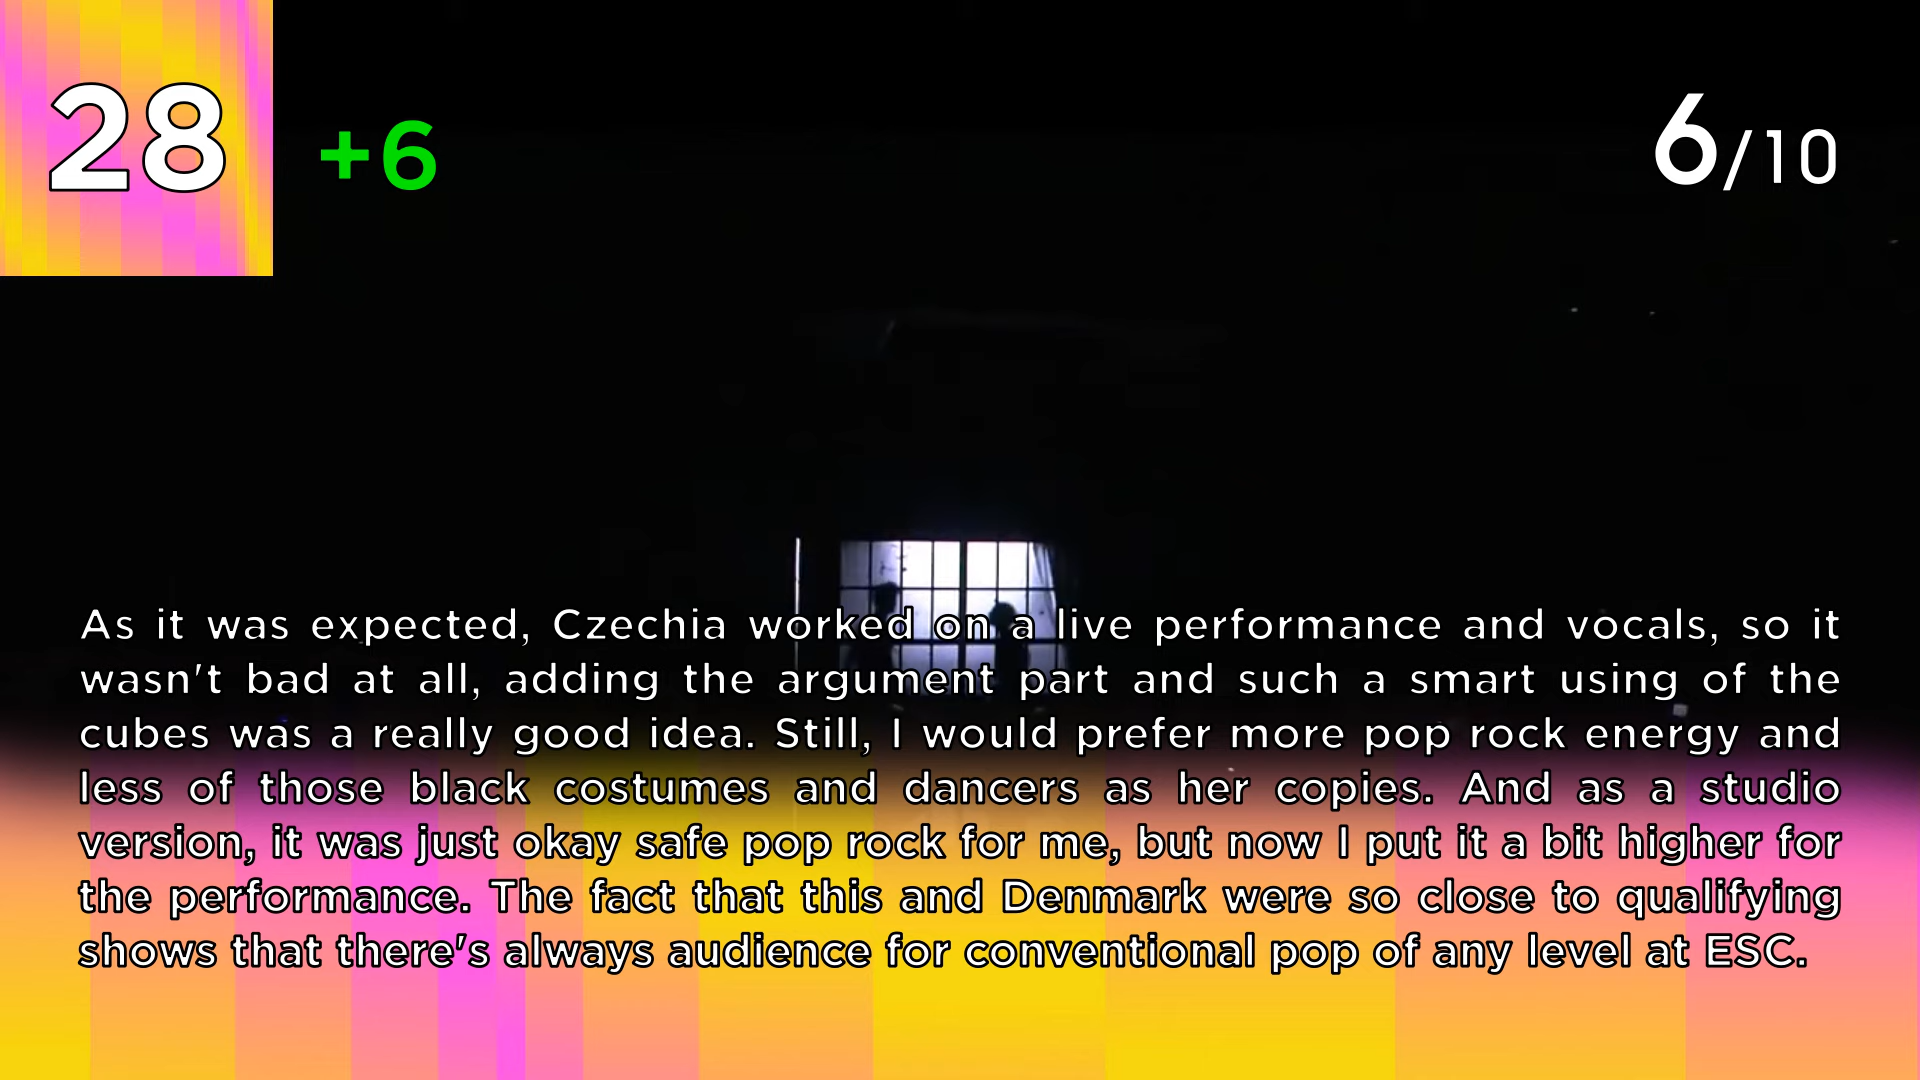 28
+6
6/10
As it was expected, Czechia worked on a live performance and vocals, so it
wasn't bad at all, adding the argument part and such a smart using of the
cubes was a really good idea. Still, I would prefer more pop rock energy and
less of those black costumes and dancers as her copies. And as a studio
version, it was just okay safe pop rock for me, but now I put it a bit higher for
the performance. The fact that this and Denmark were so close to qualifying
shows that there's always audience for conventional pop of any level at ESC.